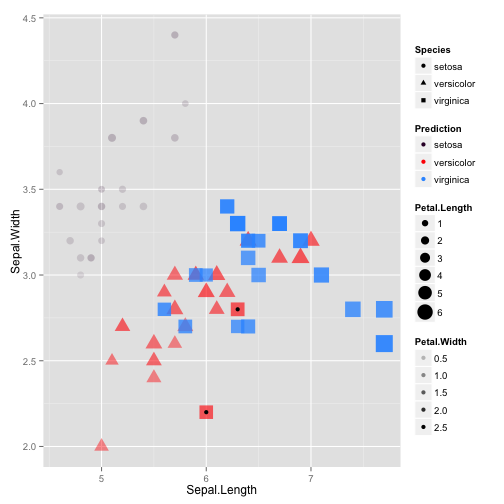 4.5
4.0
3.5
3.0
2.5
2.0
Sepal.Width
5
6
7
Sepal.Length
Species
setosa
versicolor
virginica
Prediction
setosa
versicolor
virginica
Petal.Length
1
2
3
4
5
6
Petal.Width
0.5
1.0
1.5
2.0
2.5